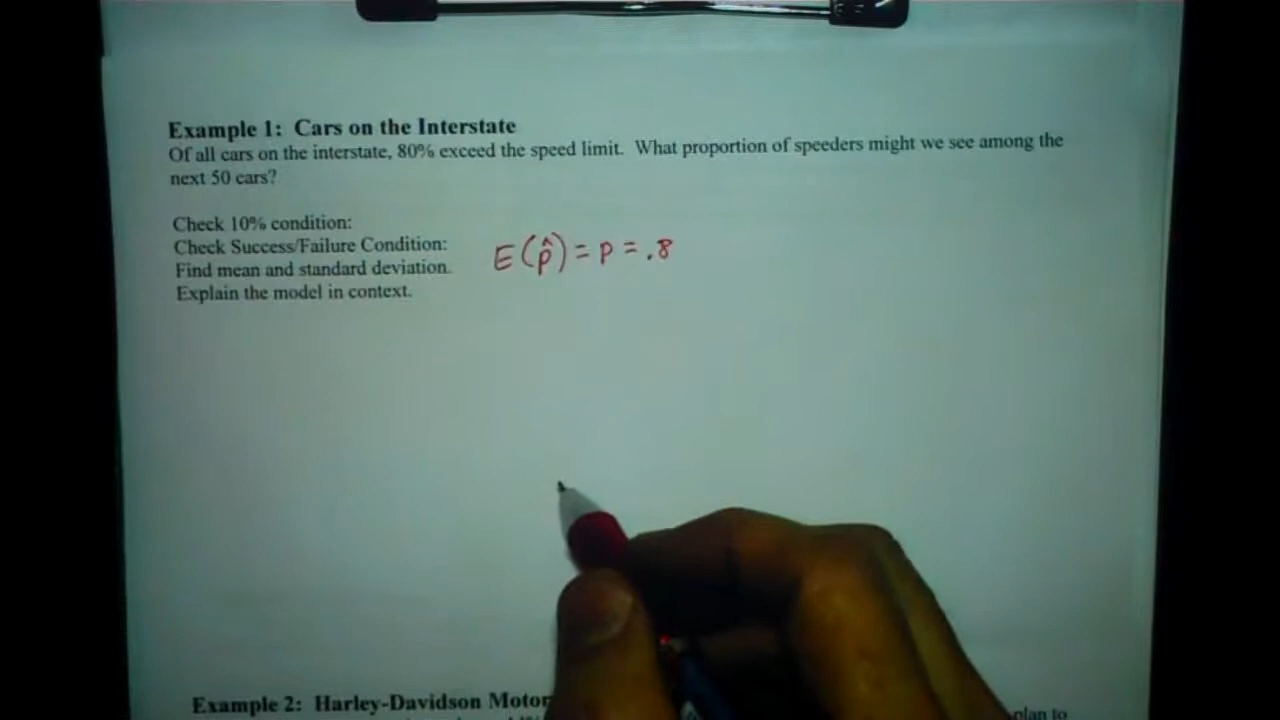 Example 1: Cars on the Interstate
Of all cars on the interstate, 80% exceed the speed limit. What proportion of speeders might we see among the
next 50 cars?
Check 10% condition:
Check Success/Failure Condition:
Find mean and standard deviation.
Explain the model in context.
E(p̂) = p = .8
Example 2: Harley-Davidson Motor
plan to